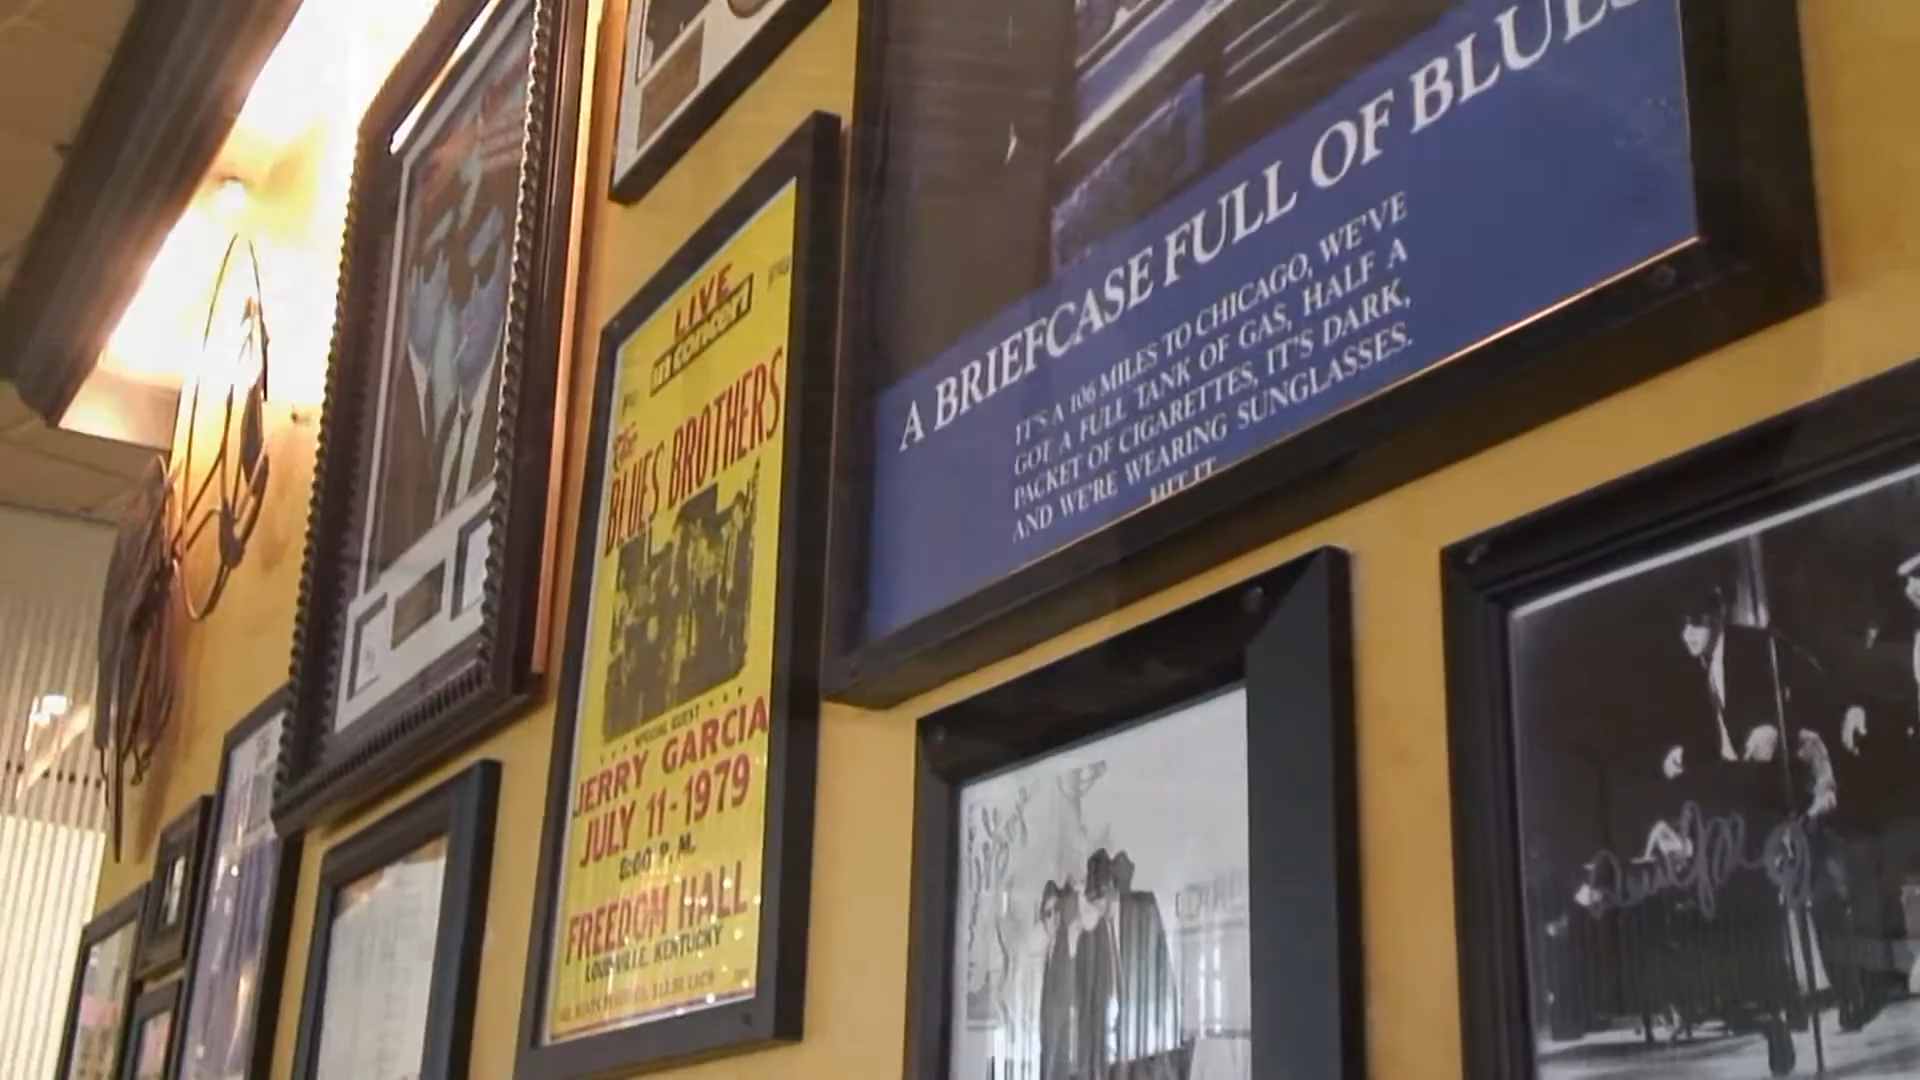 LIVE
in concert
The
BLUES BROTHERS
SPECIAL GUEST
JERRY GARCIA
JULY 11-1979
8:00 P.M.
FREEDOM HALL
LOUISVILLE, KENTUCKY
A BRIEFCASE FULL OF BLUES
IT'S A 106 MILES TO CHICAGO, WE'VE
GOT A FULL TANK OF GAS, HALF A
PACKET OF CIGARETTES, IT'S DARK,
AND WE'RE WEARING SUNGLASSES.
HIT IT